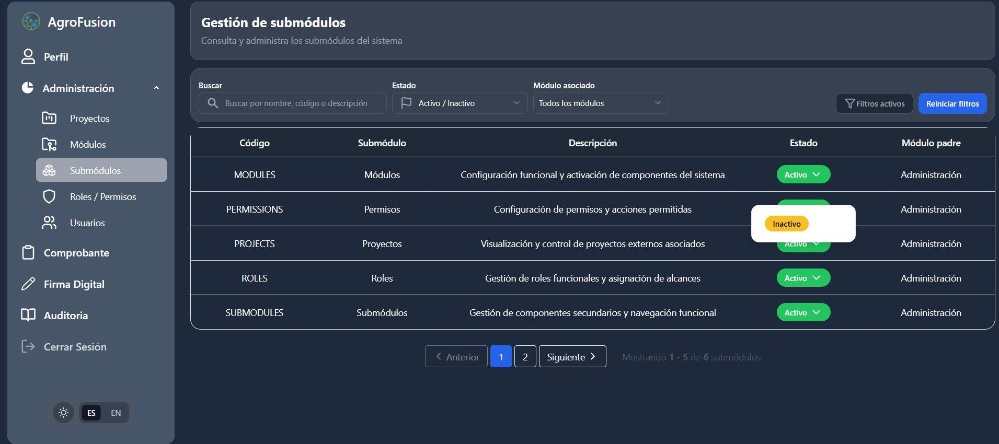 AgroFusion
Perfil
Administración
Proyectos
Módulos
Submódulos
Roles / Permisos
Usuarios
Comprobante
Firma Digital
Auditoria
Cerrar Sesión
ES EN
Gestión de submódulos
Consulta y administra los submódulos del sistema
Buscar Estado Módulo asociado
Buscar por nombre, código o descripción Activo / Inactivo Todos los módulos Filtros activos Reiniciar filtros
Código Submódulo Descripción Estado Módulo padre
MODULES Módulos Configuración funcional y activación de componentes del sistema Activo Administración
PERMISSIONS Permisos Configuración de permisos y acciones permitidas Administración
Inactivo
PROJECTS Proyectos Visualización y control de proyectos externos asociados Activo Administración
ROLES Roles Gestión de roles funcionales y asignación de alcances Activo Administración
SUBMODULES Submódulos Gestión de componentes secundarios y navegación funcional Activo Administración
Anterior 1 2 Siguiente Mostrando 1 - 5 de 6 submódulos